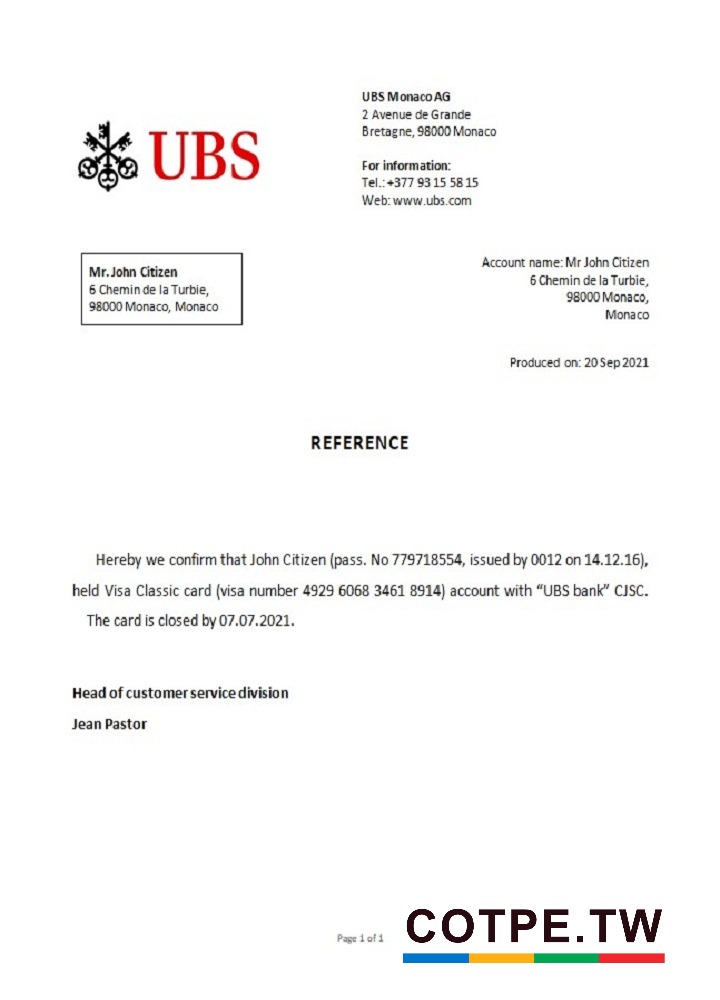 UBS Monaco AG
2 Avenue de Grande
Bretagne, 98000 Monaco
For information:
Tel.: +377 93 15 58 15
Web: www.ubs.com
UBS
Mr. John Citizen
6 Chemin de la Turbie,
98000 Monaco, Monaco
Account name: Mr John Citizen
6 Chemin de la Turbie,
98000 Monaco,
Monaco
Produced on: 20 Sep 2021
REFERENCE
Hereby we confirm that John Citizen (pass. No 779718554, issued by 0012 on 14.12.16),
held Visa Classic card (visa number 4929 6068 3461 8914) account with “UBS bank” CJSC.
The card is closed by 07.07.2021.
Head of customer service division
Jean Pastor
Page 1 of 1
COTPE.TW